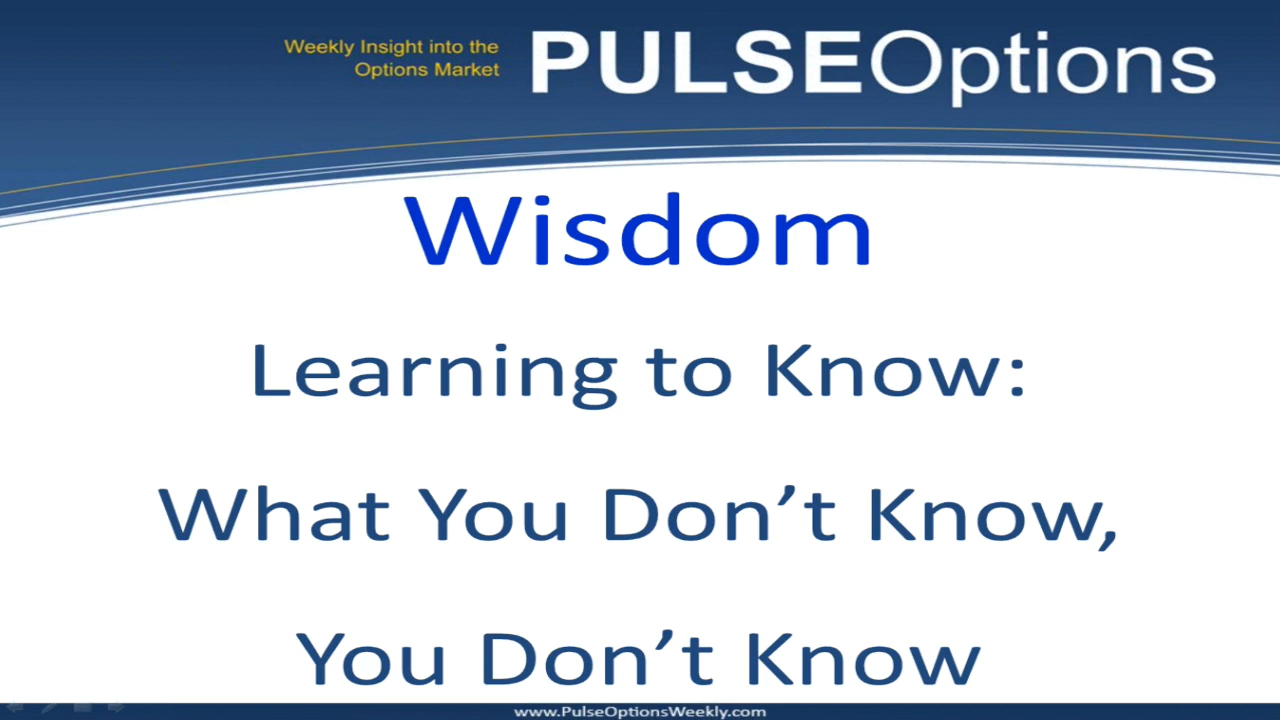 Weekly Insight into the
Options Market
PULSEOptions
Wisdom
Learning to Know:
What You Don’t Know,
You Don’t Know
www.PulseOptionsWeekly.com